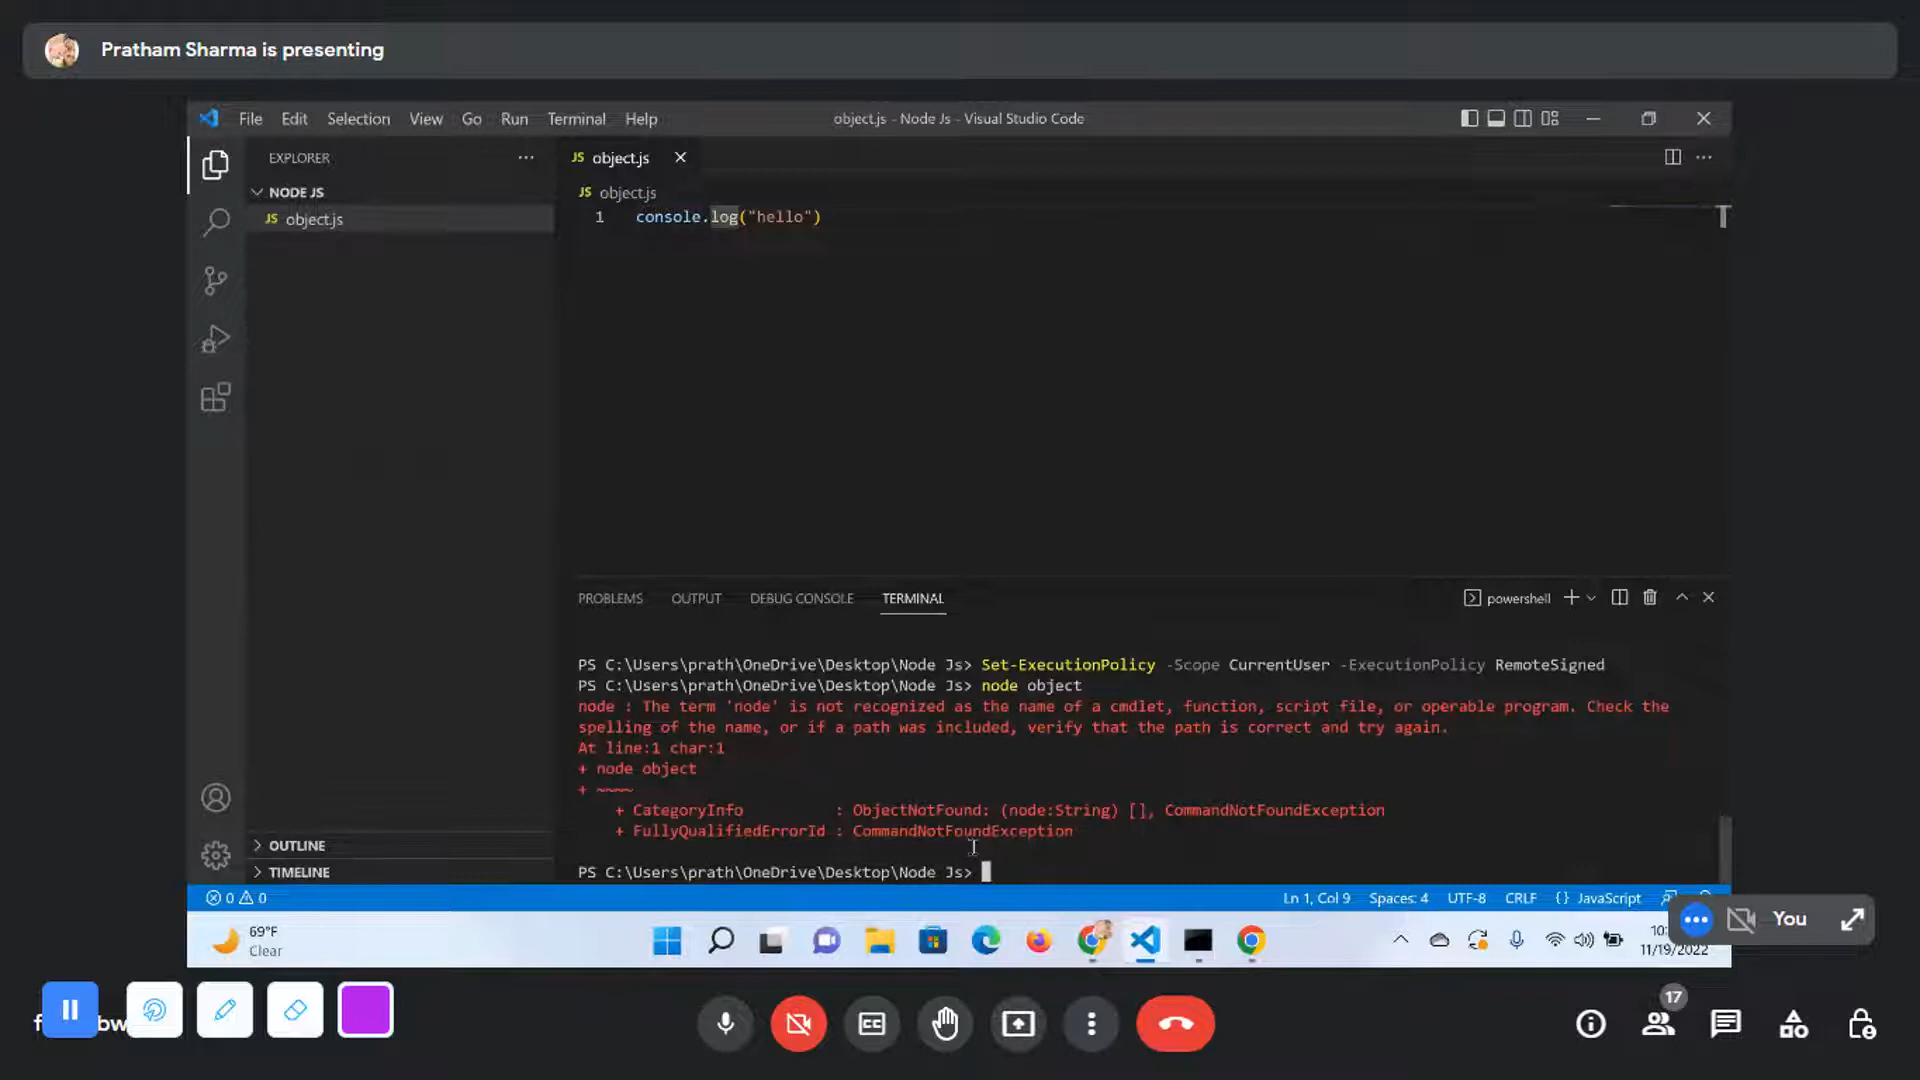 Pratham Sharma is presenting
File Edit Selection View Go Run Terminal Help
object.js - Node Js - Visual Studio Code
EXPLORER
NODE JS
JS object.js
JS object.js
JS object.js
1 console.log("hello")
PROBLEMS OUTPUT DEBUG CONSOLE TERMINAL
powershell
PS C:\Users\prath\OneDrive\Desktop\Node Js> Set-ExecutionPolicy -Scope CurrentUser -ExecutionPolicy RemoteSigned
PS C:\Users\prath\OneDrive\Desktop\Node Js> node object
node : The term 'node' is not recognized as the name of a cmdlet, function, script file, or operable program. Check the
spelling of the name, or if a path was included, verify that the path is correct and try again.
At line:1 char:1
+ node object
+ ~~~~
+ CategoryInfo : ObjectNotFound: (node:String) [], CommandNotFoundException
+ FullyQualifiedErrorId : CommandNotFoundException
PS C:\Users\prath\OneDrive\Desktop\Node Js>
OUTLINE
TIMELINE
0 0
Ln 1, Col 9 Spaces: 4 UTF-8 CRLF {} JavaScript
You
69°F
Clear
11/19/2022
CC
17